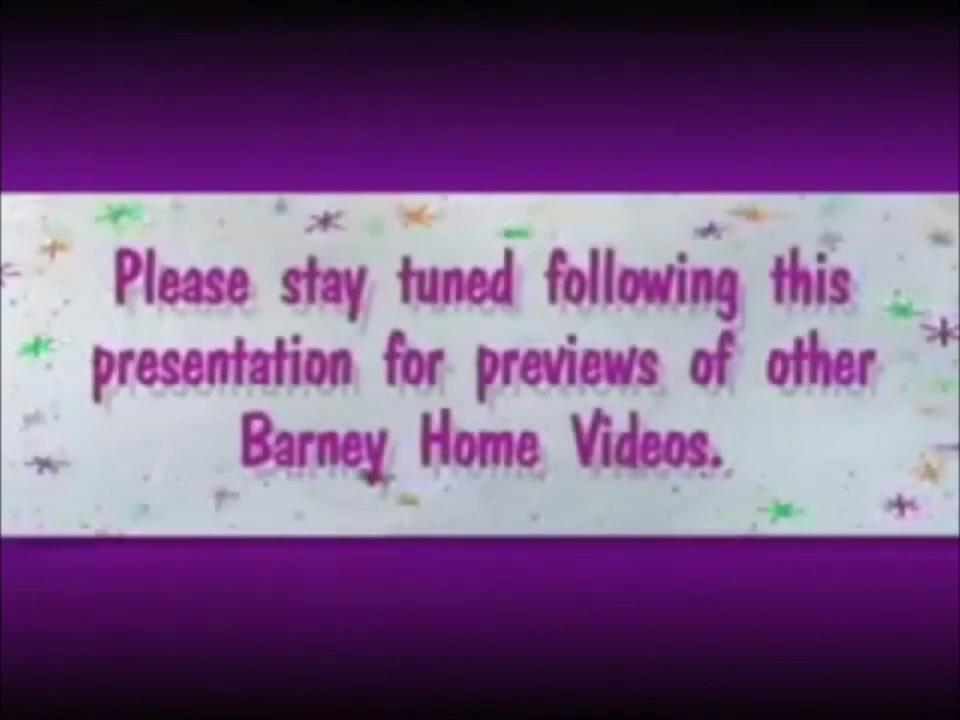 Please stay tuned following this
presentation for previews of other
Barney Home Videos.